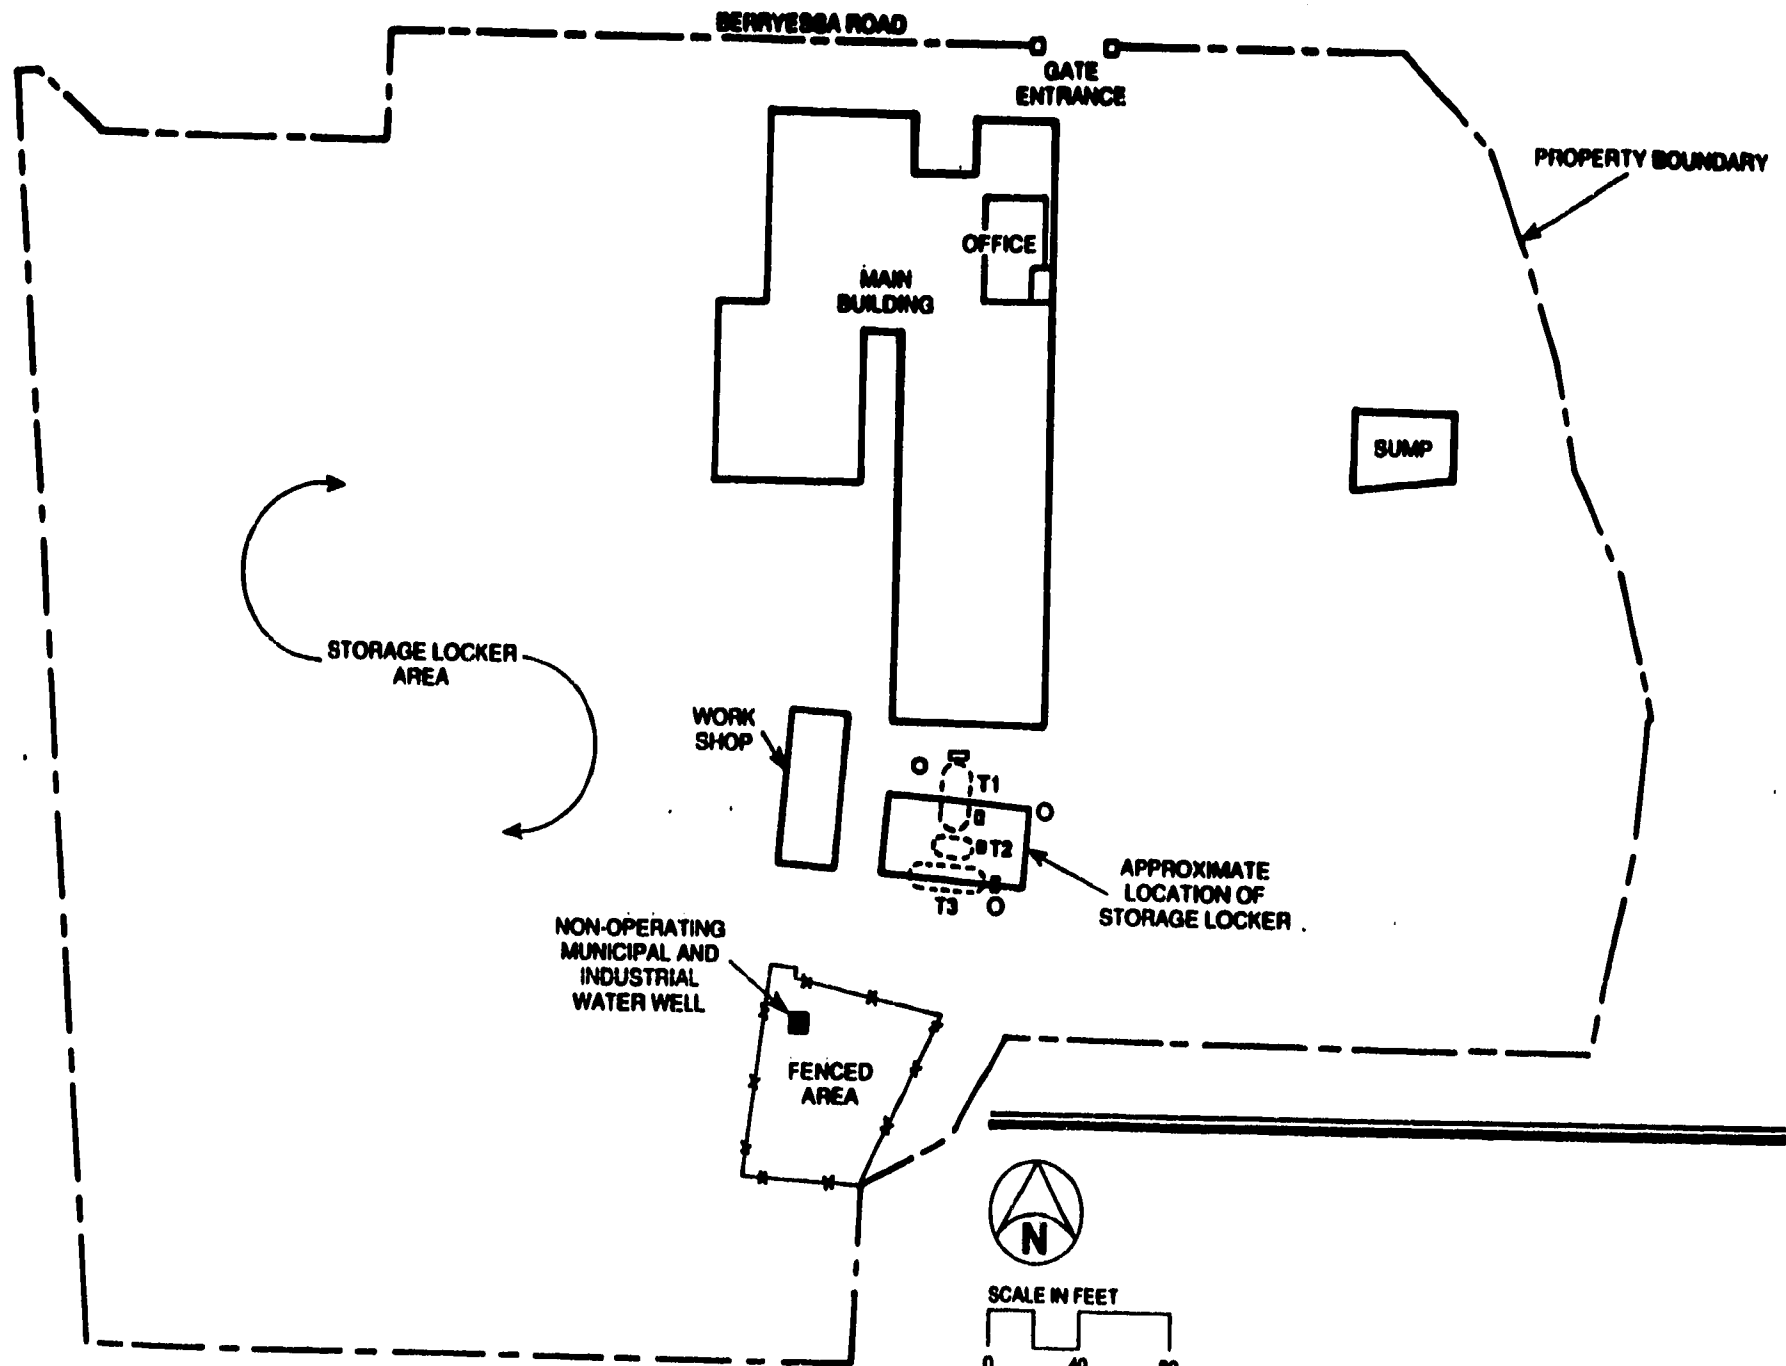 BERRYESSA ROAD
GATE
ENTRANCE
PROPERTY BOUNDARY
OFFICE
MAIN
BUILDING
SUMP
STORAGE LOCKER
AREA
WORK
SHOP
T1
T2
T3
APPROXIMATE
LOCATION OF
STORAGE LOCKER
NON-OPERATING
MUNICIPAL AND
INDUSTRIAL
WATER WELL
FENCED
AREA
N
SCALE IN FEET
0 40 80